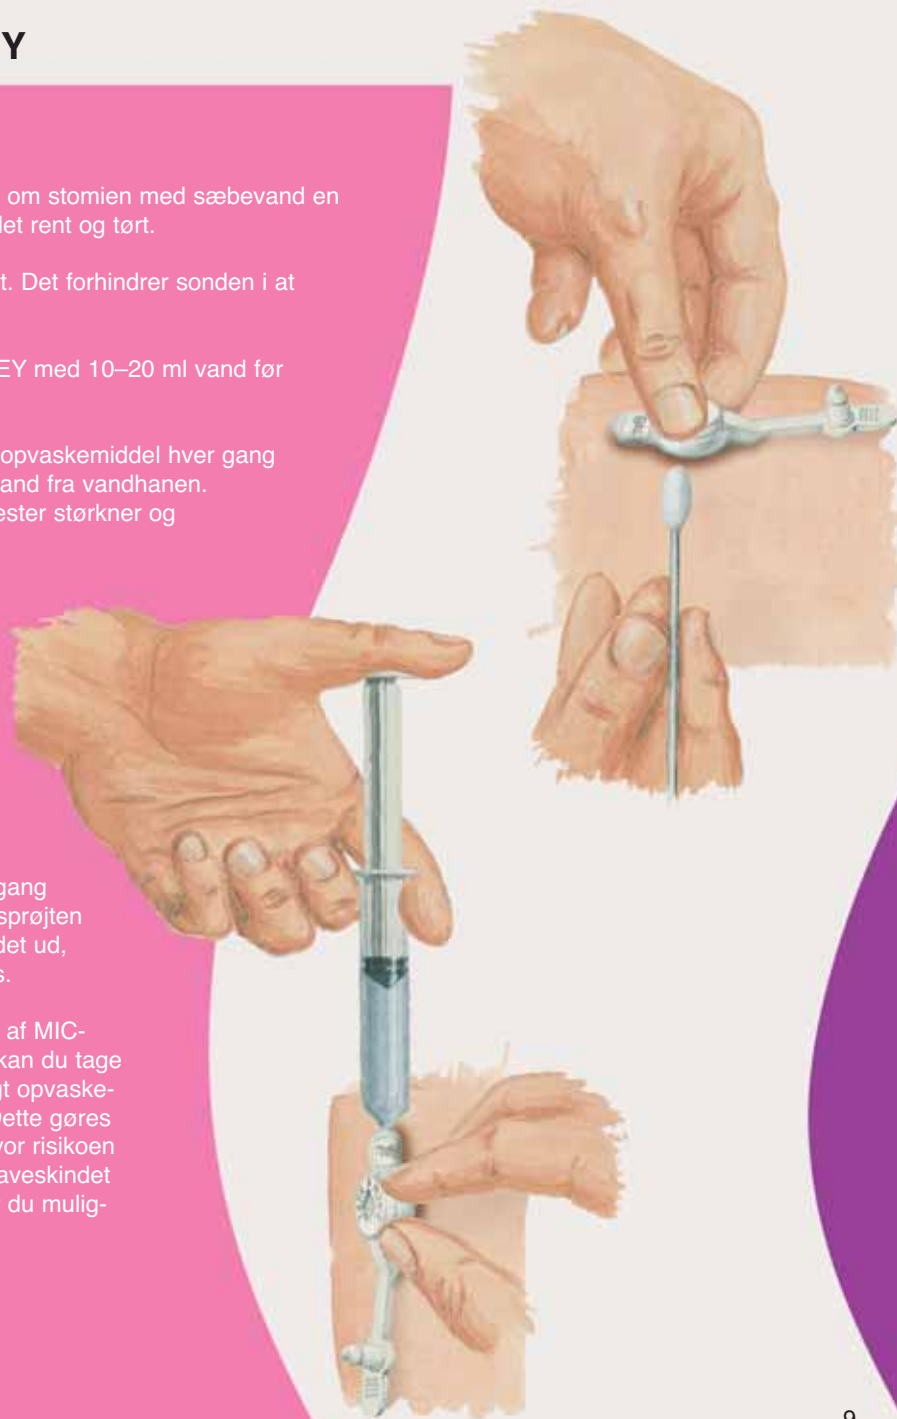 Y
om stomien med sæbevand en
det rent og tørt.
t. Det forhindrer sonden i at
EY med 10–20 ml vand før
opvaskemiddel hver gang
and fra vandhanen.
ester størkner og
gang
sprøjten
det ud,
s.
af MIC-
kan du tage
gt opvaske-
Dette gøres
vor risikoen
aveskindet
du mulig-
9